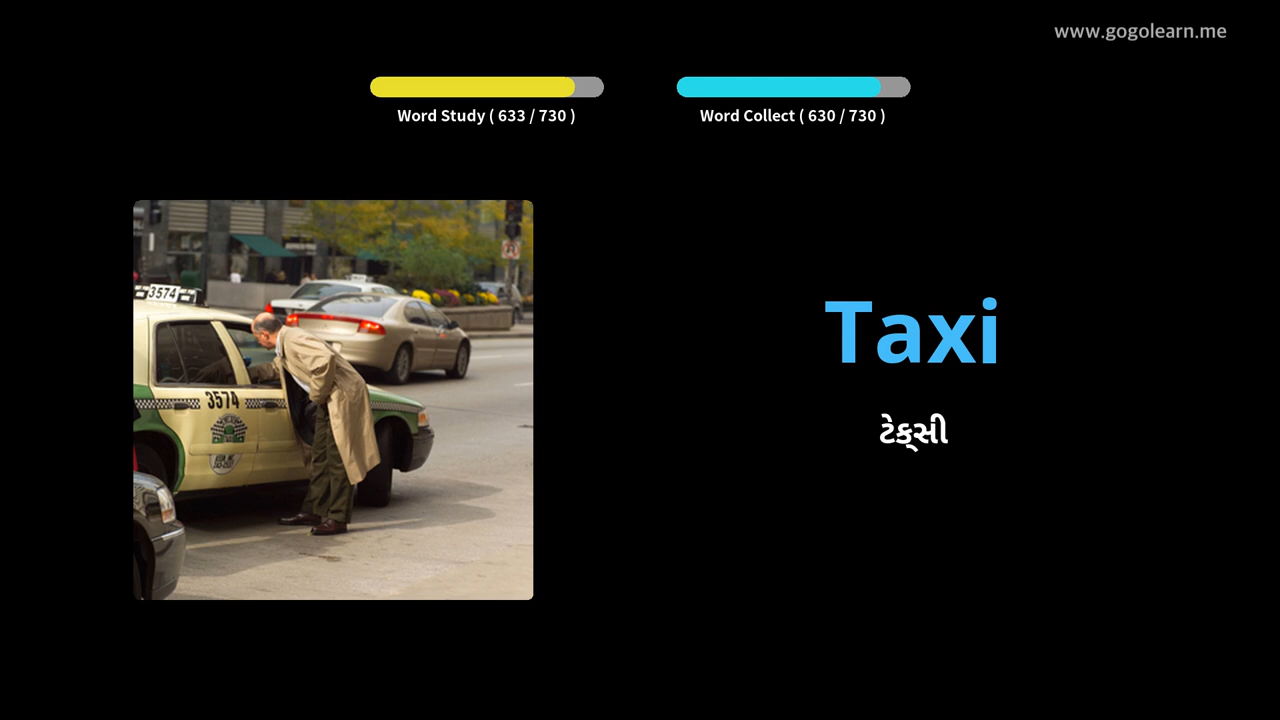 www.gogolearn.me
Word Study ( 633 / 730 )
Word Collect ( 630 / 730 )
3574
3574
Taxi
ટેક્સી